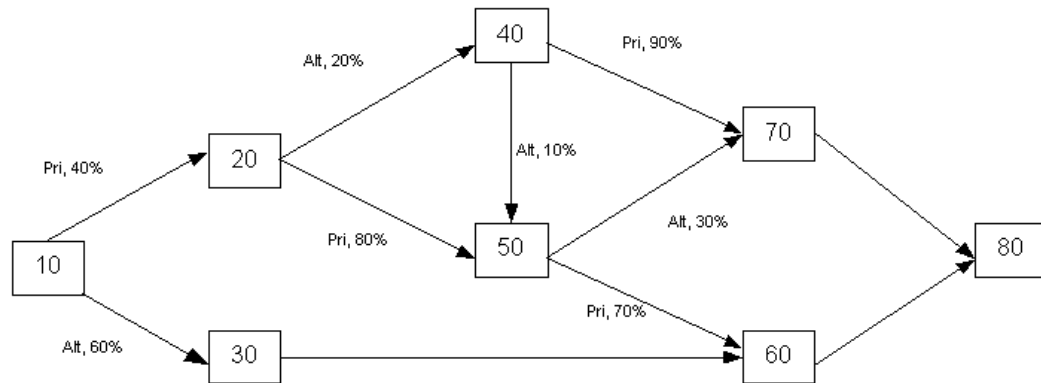 40
Pri, 90%
Alt, 20%
70
20
Alt, 10%
Pri, 40%
Alt, 30%
Pri, 80%
50
80
10
Pri, 70%
Alt, 60%
30
60